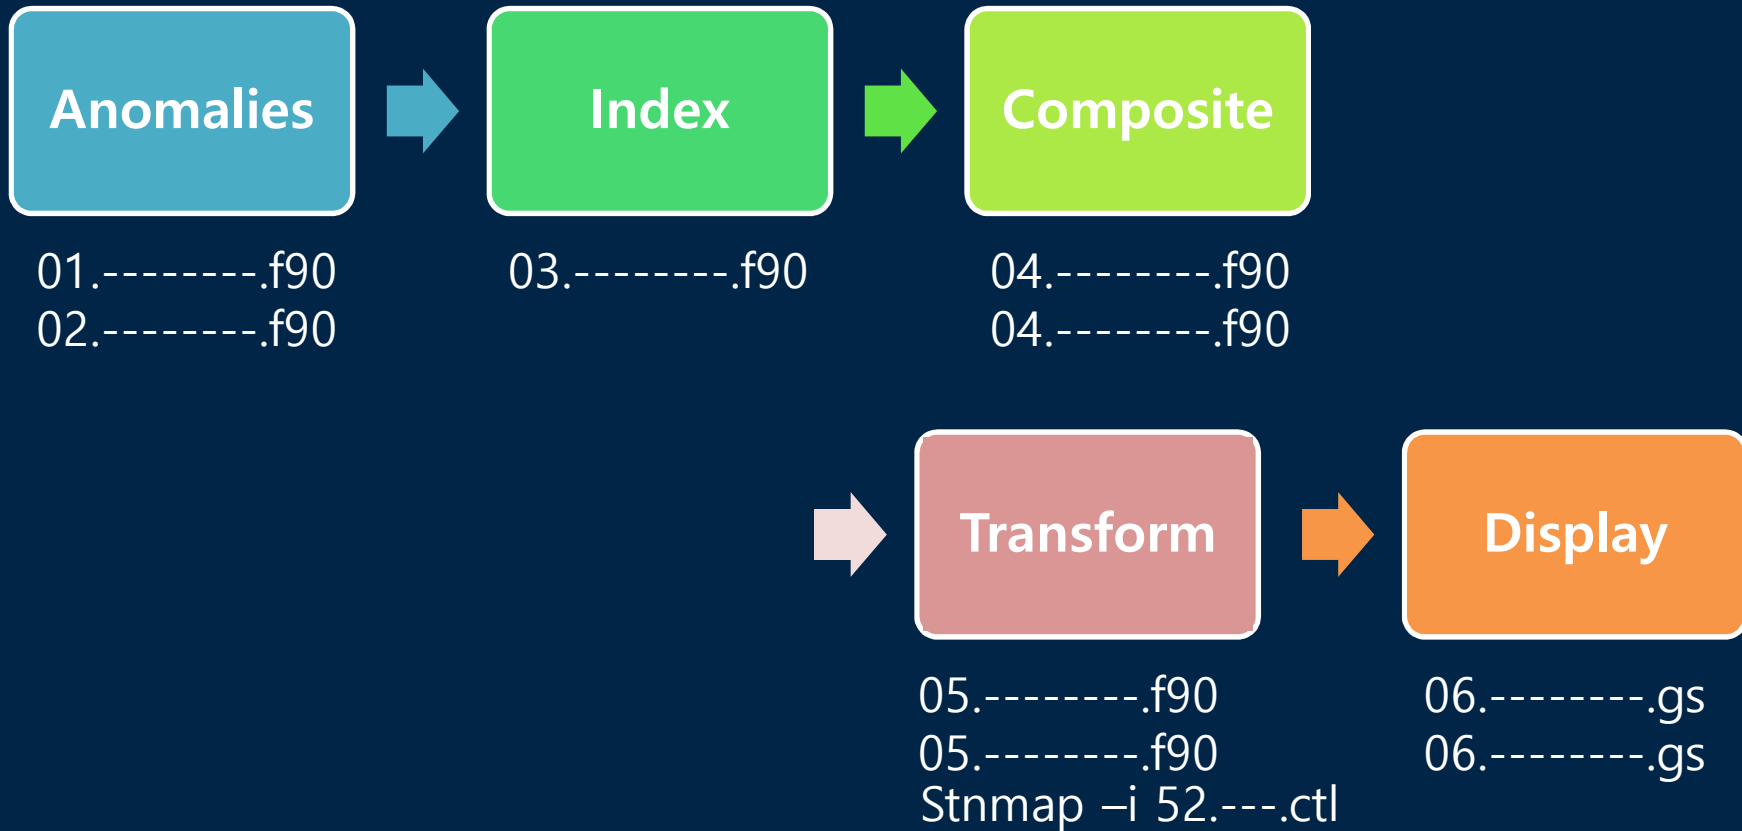 Anomalies
Index
Composite
01.--------.f90
02.--------.f90
03.--------.f90
04.--------.f90
04.--------.f90
Transform
Display
05.--------.f90
05.--------.f90
Stnmap –i 52.---.ctl
06.--------.gs
06.--------.gs